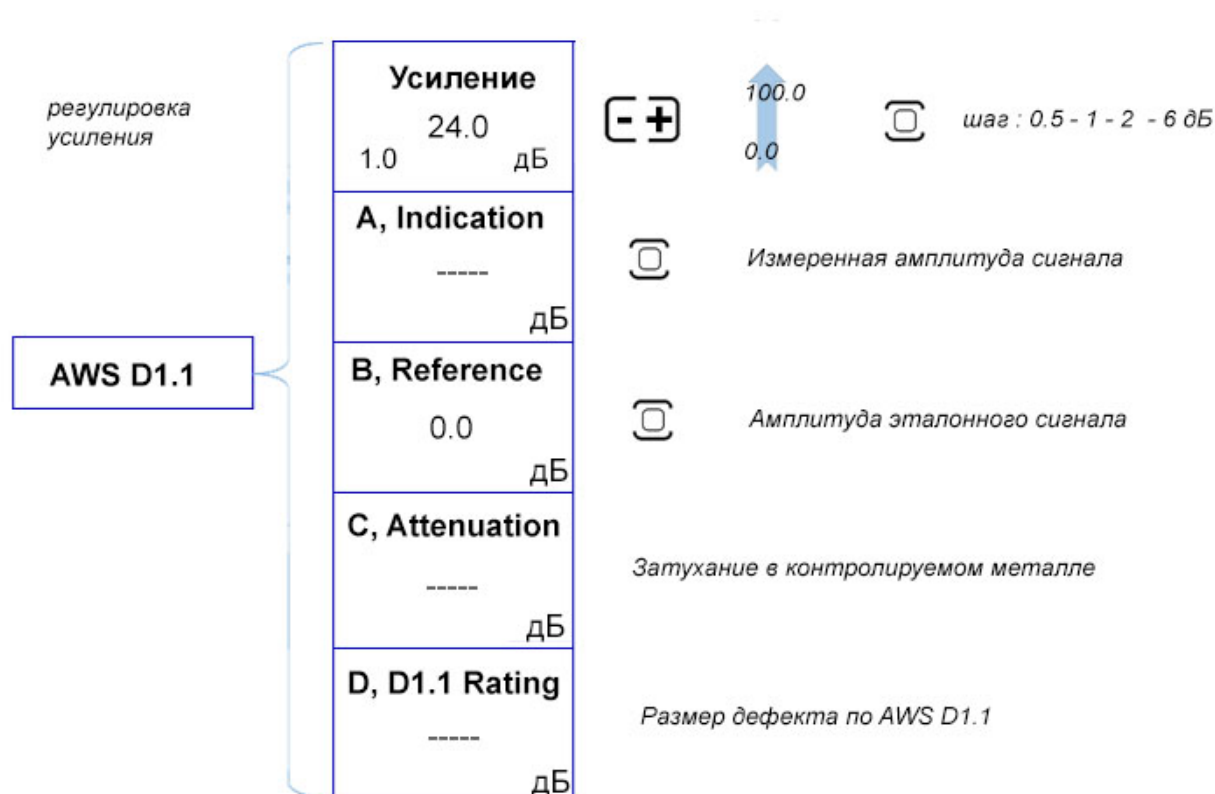 регулировка
усиления
Усиление
24.0
1.0 дБ
- +
100.0
0.0
шаг : 0.5 - 1 - 2 - 6 дБ
A, Indication
-----
дБ
Измеренная амплитуда сигнала
AWS D1.1
B, Reference
0.0
дБ
Амплитуда эталонного сигнала
C, Attenuation
-----
дБ
Затухание в контролируемом металле
D, D1.1 Rating
-----
дБ
Размер дефекта по AWS D1.1